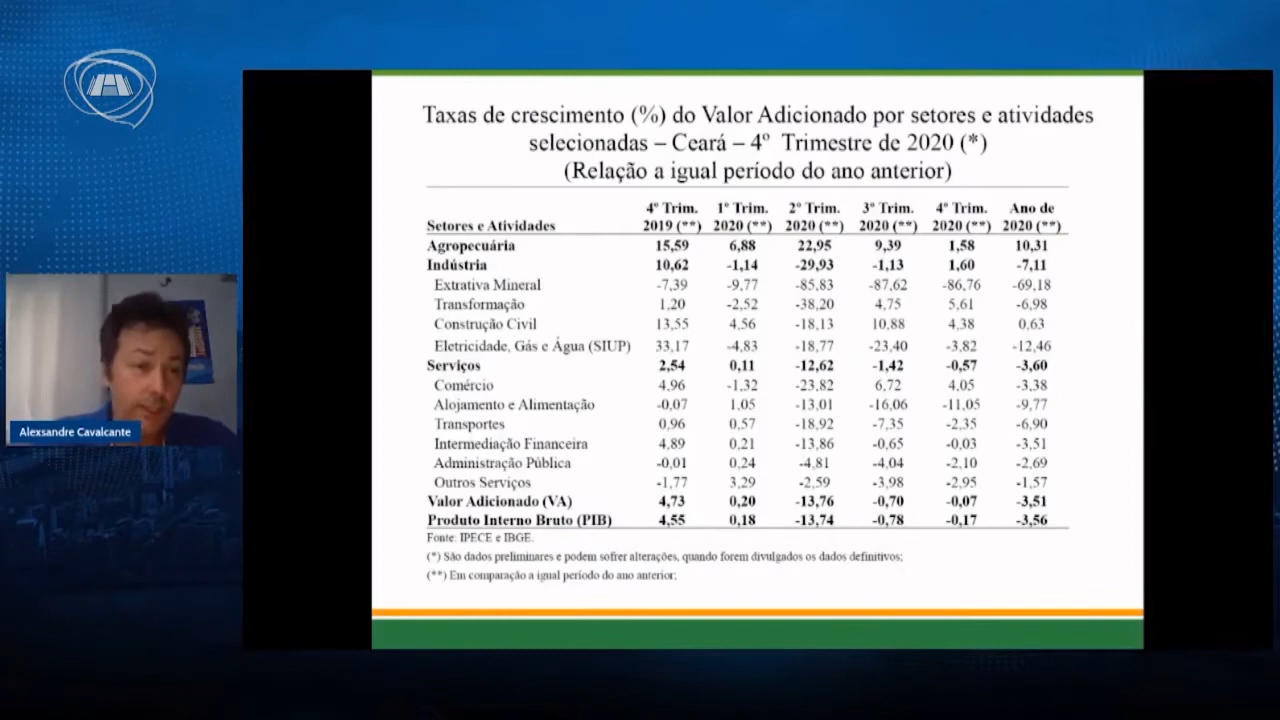 Taxas de crescimento (%) do Valor Adicionado por setores e atividades
selecionadas – Ceará – 4º Trimestre de 2020 (*)
(Relação a igual período do ano anterior)
Setores e Atividades 4º Trim. 2019 (**) 1º Trim. 2020 (**) 2º Trim. 2020 (**) 3º Trim. 2020 (**) 4º Trim. 2020 (**) Ano de 2020 (**)
Agropecuária 15,59 6,88 22,95 9,39 1,58 10,31
Indústria 10,62 -1,14 -29,93 -1,13 1,60 -7,11
Extrativa Mineral -7,39 -9,77 -85,83 -87,62 -86,76 -69,18
Transformação 1,20 -2,52 -38,20 4,75 5,61 -6,98
Construção Civil 13,55 4,56 -18,13 10,88 4,38 0,63
Eletricidade, Gás e Água (SIUP) 33,17 -4,83 -18,77 -23,40 -3,82 -12,46
Serviços 2,54 0,11 -12,62 -1,42 -0,57 -3,60
Comércio 4,96 -1,32 -23,82 6,72 4,05 -3,38
Alojamento e Alimentação -0,07 1,05 -13,01 -16,06 -11,05 -9,77
Transportes 0,96 0,57 -18,92 -7,35 -2,35 -6,90
Intermediação Financeira 4,89 0,21 -13,86 -0,65 -0,03 -3,51
Administração Pública -0,01 0,24 -4,81 -4,04 -2,10 -2,69
Outros Serviços -1,77 3,29 -2,59 -3,98 -2,95 -1,57
Valor Adicionado (VA) 4,73 0,20 -13,76 -0,70 -0,07 -3,51
Produto Interno Bruto (PIB) 4,55 0,18 -13,74 -0,78 -0,17 -3,56
Fonte: IPECE e IBGE.
(*) São dados preliminares e podem sofrer alterações, quando forem divulgados os dados definitivos;
(**) Em comparação a igual período do ano anterior;
Alexsandre Cavalcante